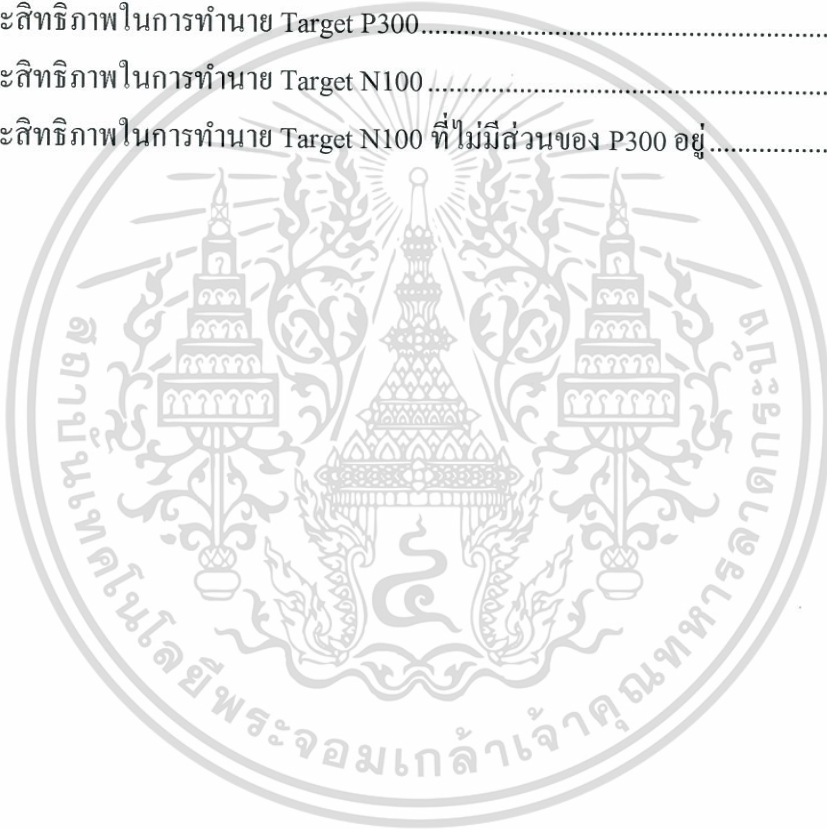 ะสิทธิภาพในการทำนาย Target P300
ะสิทธิภาพในการทำนาย Target N100
ะสิทธิภาพในการทำนาย Target N100 ที่ไม่มีส่วนของ P300 อยู่
สถาบันเทคโนโลยีพระจอมเกล้าเจ้าคุณทหารลาดกระบัง